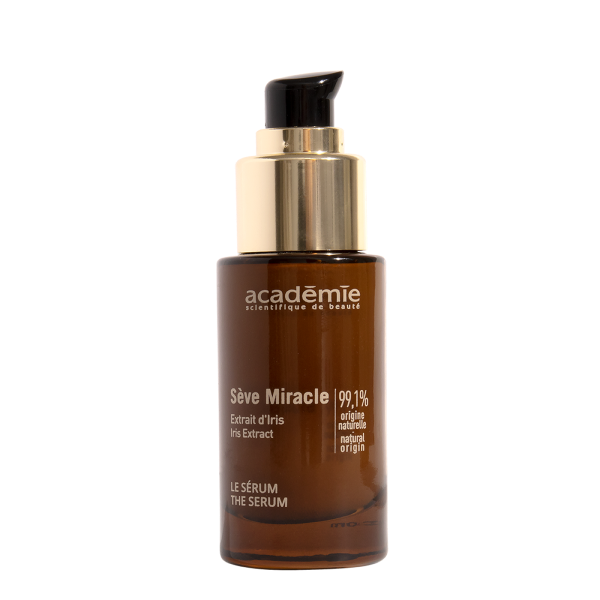 académie
scientifique de beauté
Sève Miracle
Extrait d'Iris
Iris Extract
99,1%
origine
naturelle
natural
origin
LE SÉRUM
THE SERUM